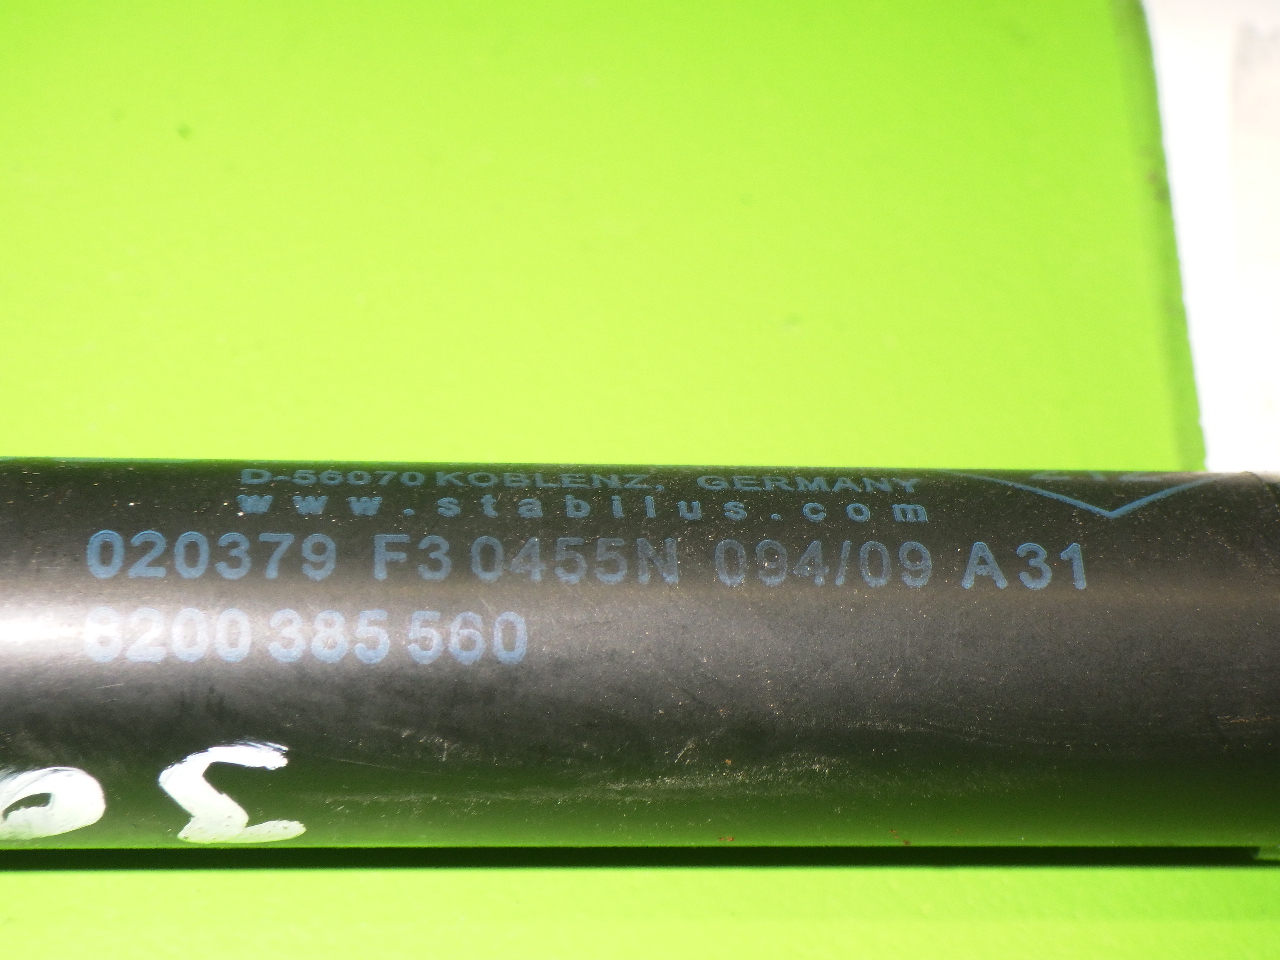 D-56070 KOBLENZ, GERMANY
www.stabilus.com
020379 F3 0455N 094/09 A31
8200 385 560